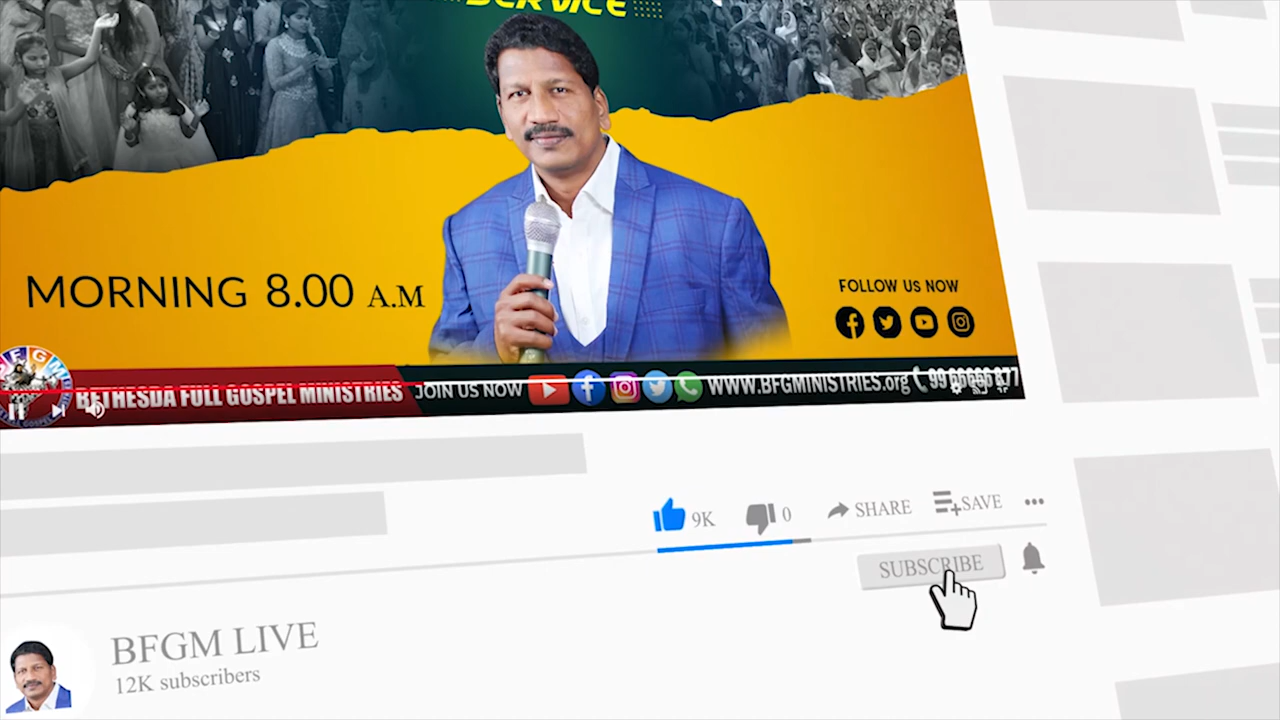 SERVICE
MORNING 8.00 A.M
FOLLOW US NOW
BETHESDA FULL GOSPEL MINISTRIES
JOIN US NOW
WWW.BFGMINISTRIES.org
9K
0
SHARE
SAVE
SUBSCRIBE
BFGM LIVE
12K subscribers